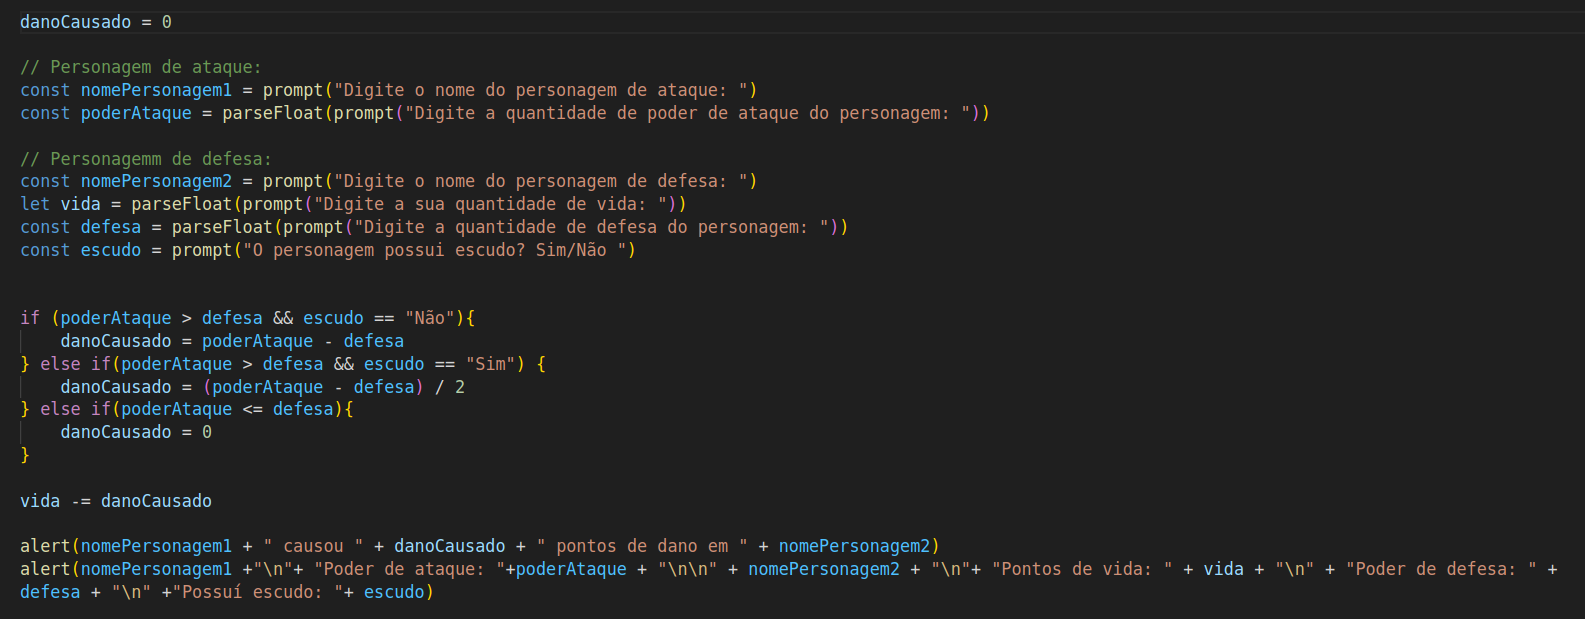 danoCausado = 0
// Personagem de ataque:
const nomePersonagem1 = prompt("Digite o nome do personagem de ataque: ")
const poderAtaque = parseFloat(prompt("Digite a quantidade de poder de ataque do personagem: "))
// Personagemm de defesa:
const nomePersonagem2 = prompt("Digite o nome do personagem de defesa: ")
let vida = parseFloat(prompt("Digite a sua quantidade de vida: "))
const defesa = parseFloat(prompt("Digite a quantidade de defesa do personagem: "))
const escudo = prompt("O personagem possui escudo? Sim/Não ")
if (poderAtaque > defesa && escudo == "Não"){
    danoCausado = poderAtaque - defesa
} else if(poderAtaque > defesa && escudo == "Sim") {
    danoCausado = (poderAtaque - defesa) / 2
} else if(poderAtaque <= defesa){
    danoCausado = 0
}
vida -= danoCausado
alert(nomePersonagem1 + " causou " + danoCausado + " pontos de dano em " + nomePersonagem2)
alert(nomePersonagem1 +"\n"+ "Poder de ataque: "+poderAtaque + "\n\n" + nomePersonagem2 + "\n"+ "Pontos de vida: " + vida + "\n" + "Poder de defesa: " +
defesa + "\n" +"Possuí escudo: "+ escudo)